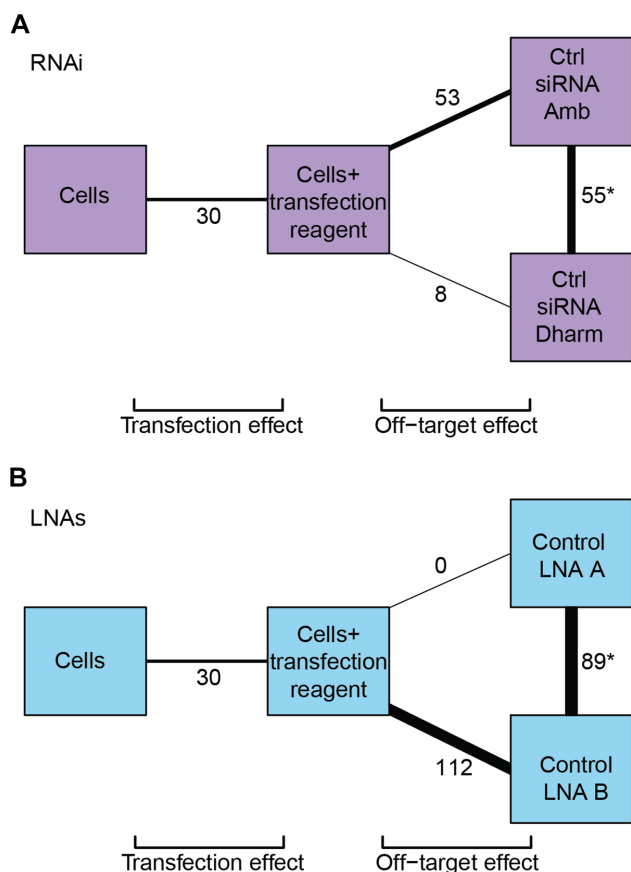 A
RNAi
Cells
30
Cells+
transfection
reagent
53
8
Ctrl
siRNA
Amb
55*
Ctrl
siRNA
Dharm
Transfection effect
Off−target effect
B
LNAs
Cells
30
Cells+
transfection
reagent
0
112
Control
LNA A
89*
Control
LNA B
Transfection effect
Off−target effect